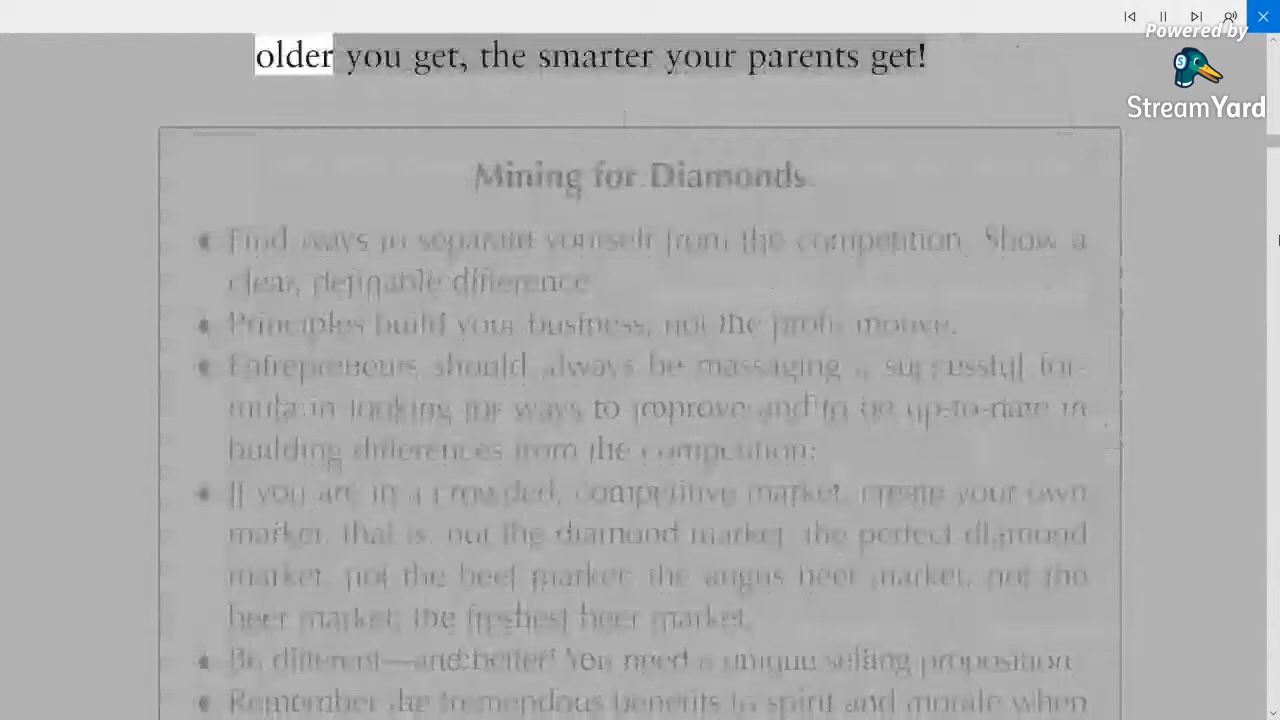 Powered by
StreamYard
older you get, the smarter your parents get!
Mining for Diamonds
• Find ways to separate yourself from the competition. Show a
clear, definable difference
• Principles build your business, not the profit motive.
• Entrepreneurs should always be massaging a successful for-
mula in looking for ways to improve and to be up-to-date in
building differences from the competition.
• If you are in a crowded, competitive market, create your own
market, that is, not the diamond market, the perfect diamond
market, not the beef market, the angus beef market, not the
beer market, the freshest beer market.
• Be different—and better! You need a unique selling proposition.
• Remember the tremendous benefits to spirit and morale when